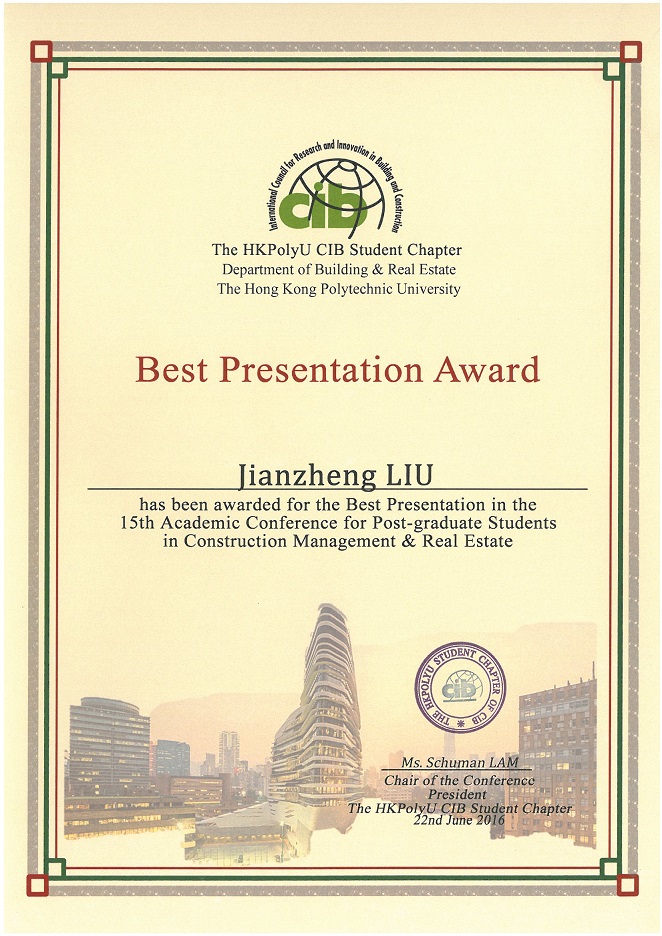 International Council for Research and Innovation in Building and Construction
cib
The HKPolyU CIB Student Chapter
Department of Building & Real Estate
The Hong Kong Polytechnic University
Best Presentation Award
Jianzheng LIU
has been awarded for the Best Presentation in the
15th Academic Conference for Post-graduate Students
in Construction Management & Real Estate
THE HKPOLYU STUDENT CHAPTER OF CIB
cib
Ms. Schuman LAM
Chair of the Conference
President
The HKPolyU CIB Student Chapter
22nd June 2016